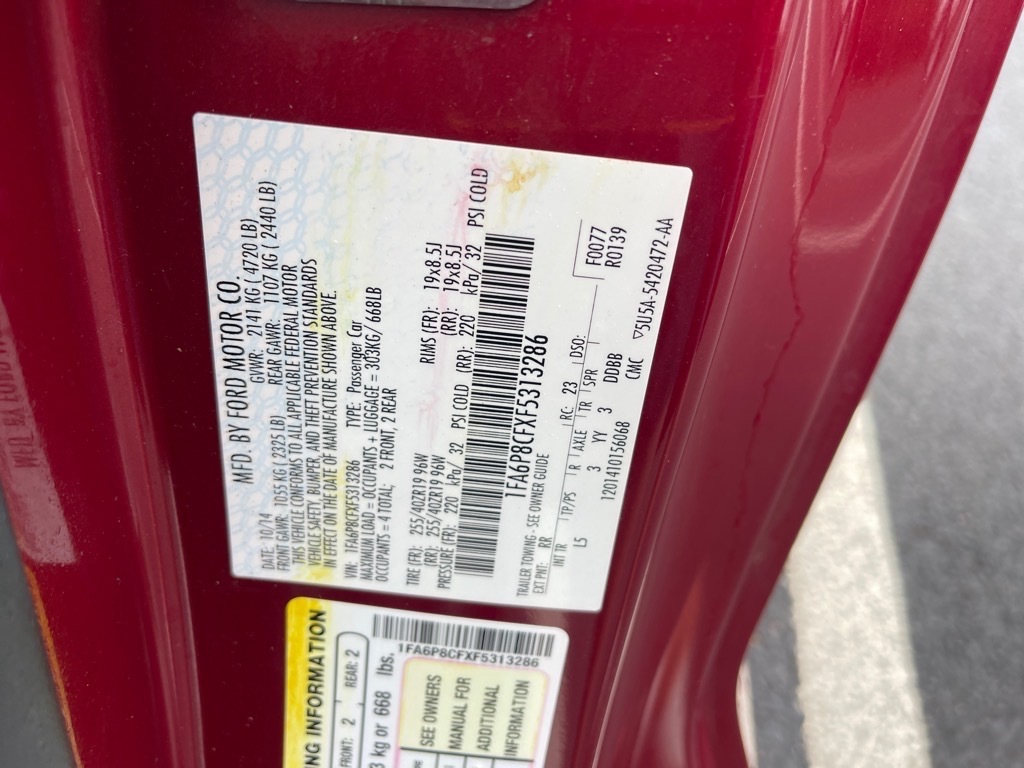 MFD. BY FORD MOTOR CO.
DATE: 10/14 GVWR: 2141 KG ( 4720 LB)
FRONT GAWR: 1055 KG ( 2325 LB) REAR GAWR: 1107 KG ( 2440 LB)
THIS VEHICLE CONFORMS TO ALL APPLICABLE FEDERAL MOTOR
VEHICLE SAFETY, BUMPER, AND THEFT PREVENTION STANDARDS
IN EFFECT ON THE DATE OF MANUFACTURE SHOWN ABOVE.
VIN: 1FA6P8CFXF5313286 TYPE: Passenger Car
MAXIMUM LOAD = OCCUPANTS + LUGGAGE = 303KG/ 668LB
OCCUPANTS = 4 TOTAL; 2 FRONT, 2 REAR
TIRE (FR): 255/40ZR19 96W RIMS (FR): 19x8.5J
(RR): 255/40ZR19 96W (RR): 19x8.5J
PRESSURE (FR): 220 kPa/ 32 PSI COLD (RR): 220 kPa/ 32 PSI COLD
1FA6P8CFXF5313286
TRAILER TOWING - SEE OWNER GUIDE
EXT PNT: RR RC: 23 DSO: F0077
INT TR TP/PS R AXLE TR SPR R0139
L5 3 YY 3 DDBB
120141015606B CMC ▽5U5A-5420472-AA
ING INFORMATION
FRONT: 2 , REAR: 2
3 kg or 668 lbs.
1FA6P8CFXF5313286
SEE OWNERS
MANUAL FOR
ADDITIONAL
INFORMATION